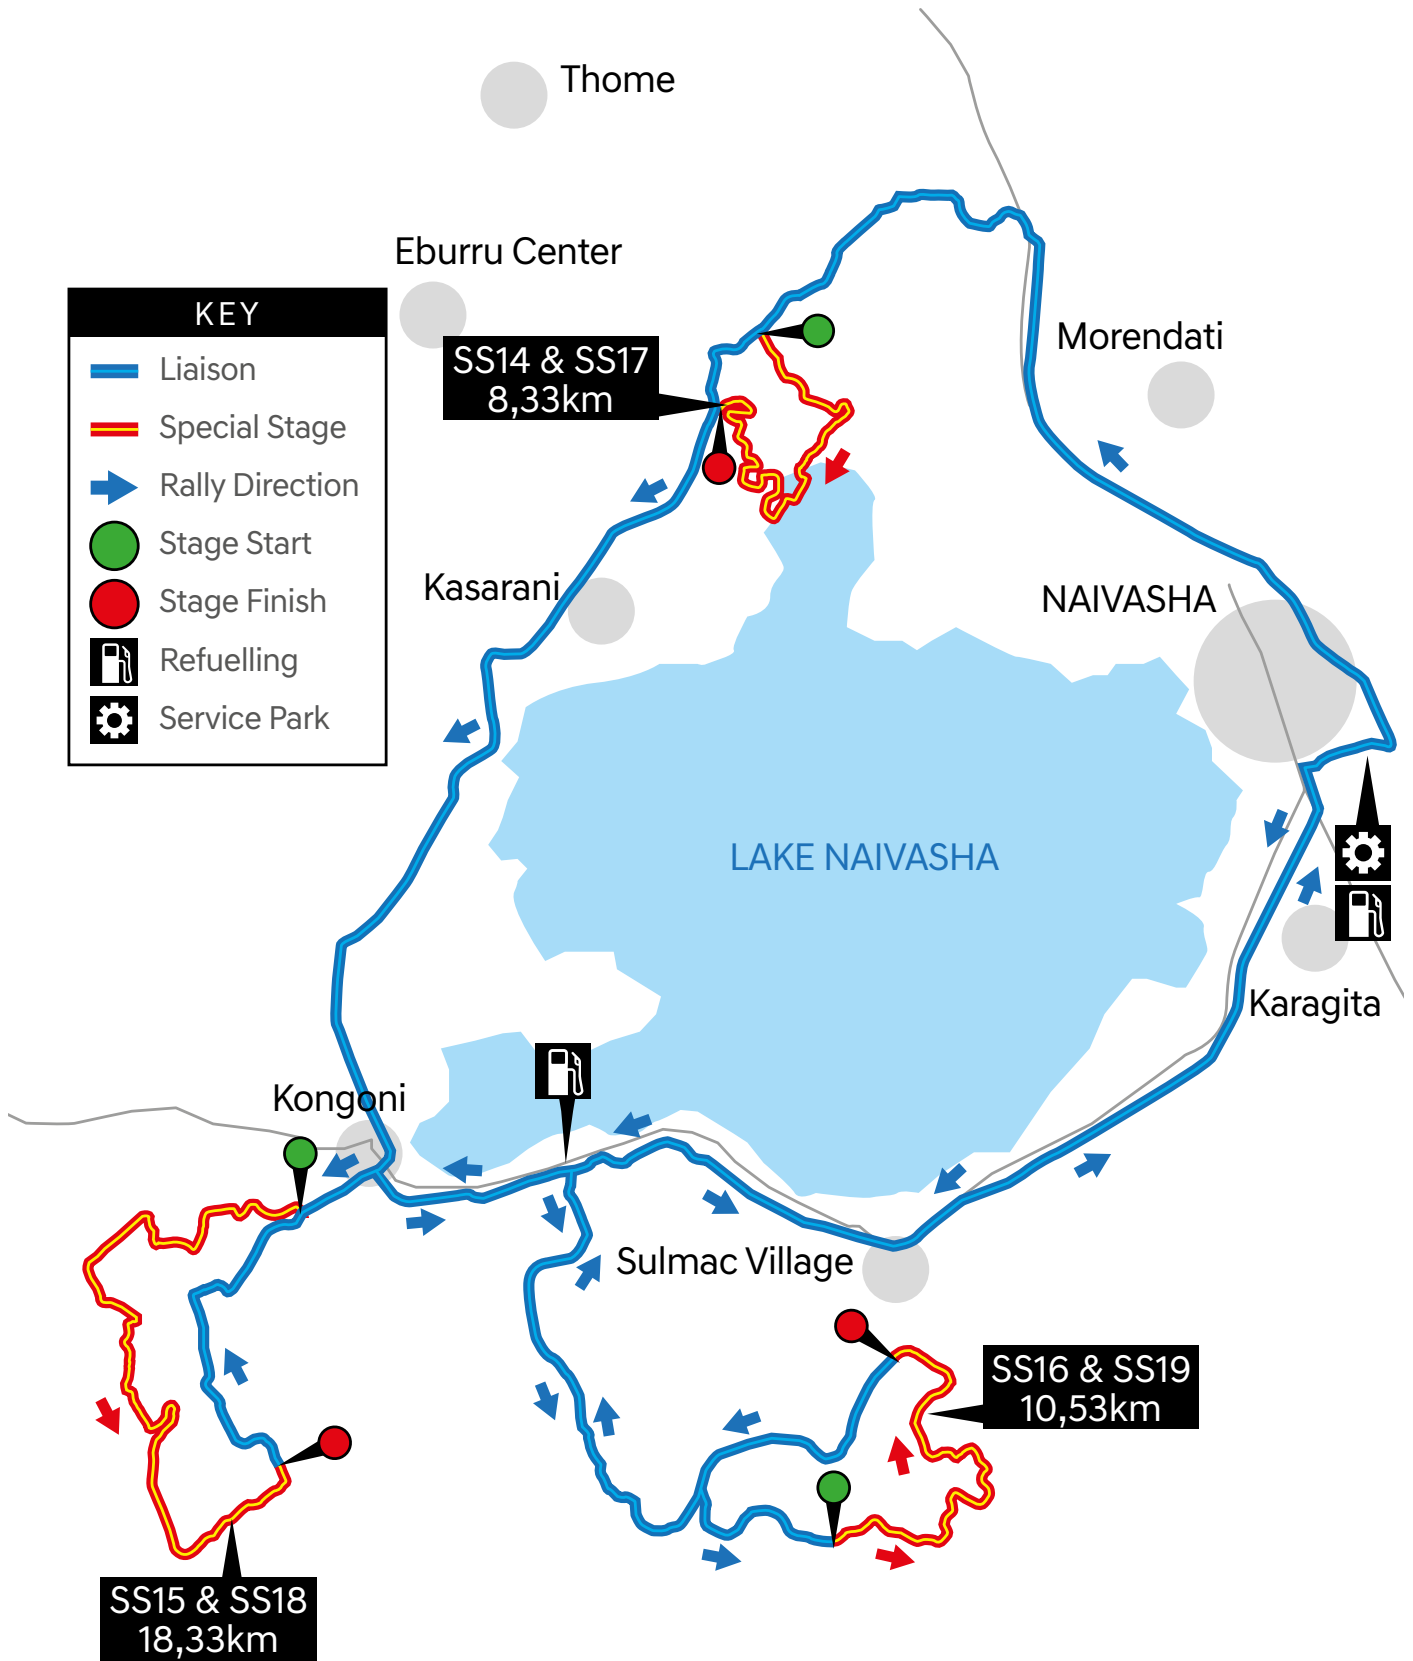 Thome
Eburru Center
KEY
Liaison
Special Stage
Rally Direction
Stage Start
Stage Finish
Refuelling
Service Park
SS14 & SS17
8,33km
Morendati
Kasarani
NAIVASHA
LAKE NAIVASHA
Karagita
Kongoni
Sulmac Village
SS16 & SS19
10,53km
SS15 & SS18
18,33km